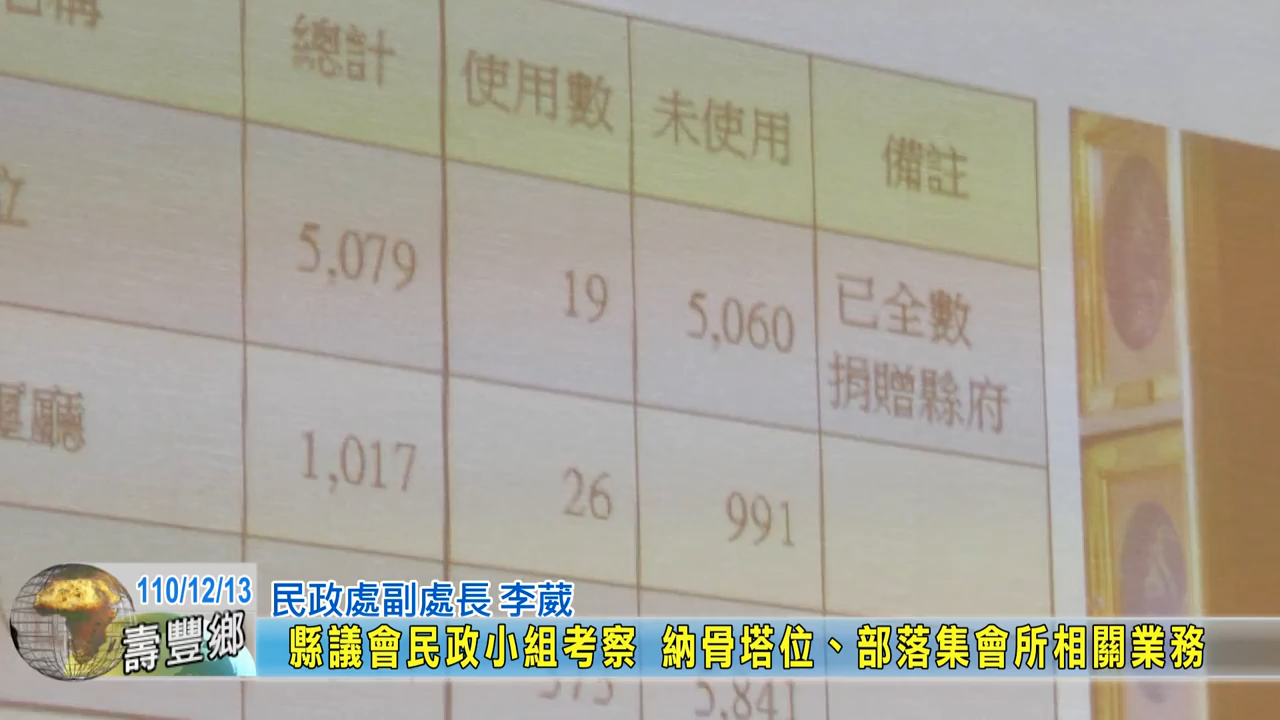 總計 使用數 未使用 備註
立 5,079 19 5,060 已全數
捐贈縣府
廳 1,017 26 991
110/12/13 民政處副處長 李葳
壽豐鄉 縣議會民政小組考察 納骨塔位、部落集會所相關業務
5,841